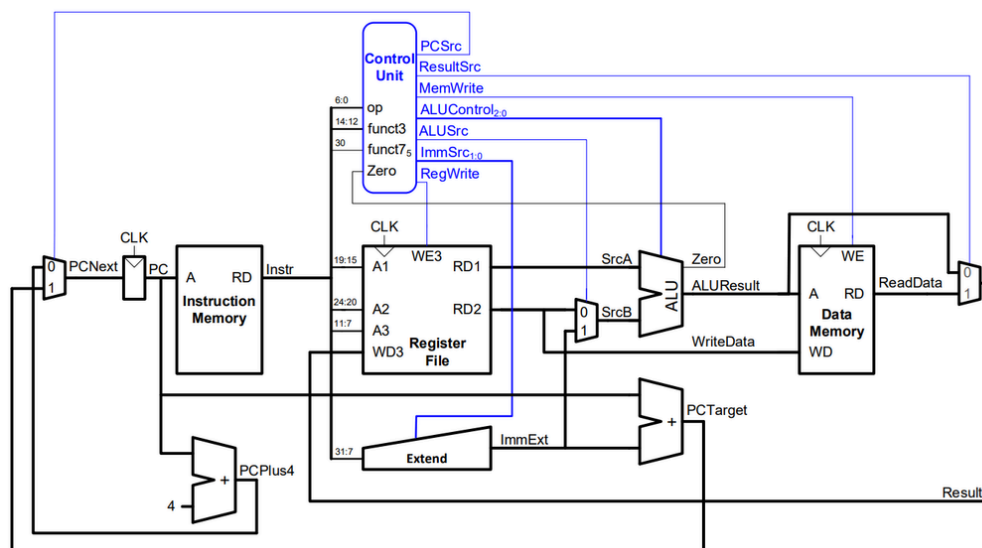 PCSrc
Control
Unit
ResultSrc
MemWrite
6:0
op
ALUControl2:0
14:12
funct3
ALUSrc
30
funct75
ImmSrc1:0
Zero
RegWrite
CLK
CLK
CLK
WE3
WE
0
1
PCNext
PC
A
RD
Instruction
Memory
Instr
19:15
A1
RD1
SrcA
Zero
ALU
ALUResult
A
RD
ReadData
0
1
24:20
A2
RD2
0
1
SrcB
Data
Memory
11:7
A3
Register
File
WD3
WriteData
WD
PCTarget
+
ImmExt
31:7
Extend
PCPlus4
+
4
Result